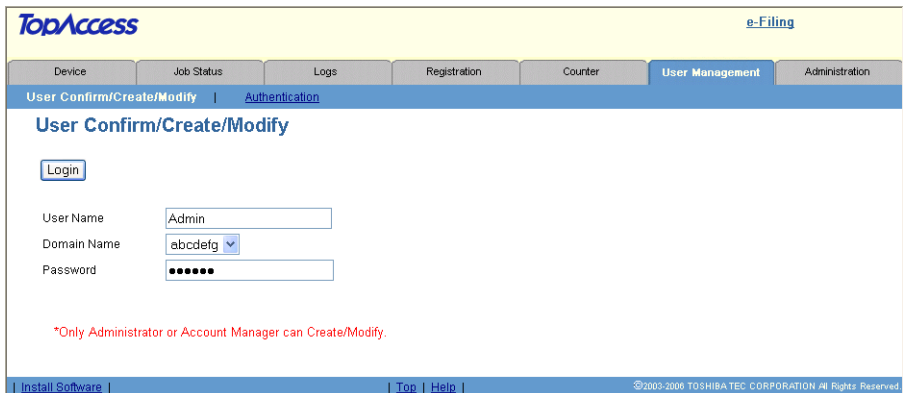 TopAccess
e-Filing
Device Job Status Logs Registration Counter User Management Administration
User Confirm/Create/Modify | Authentication
User Confirm/Create/Modify
Login
User Name Admin
Domain Name abcdefg
Password ●●●●●●
*Only Administrator or Account Manager can Create/Modify.
| Install Software | | Top | Help | ©2003-2006 TOSHIBA TEC CORPORATION All Rights Reserved.